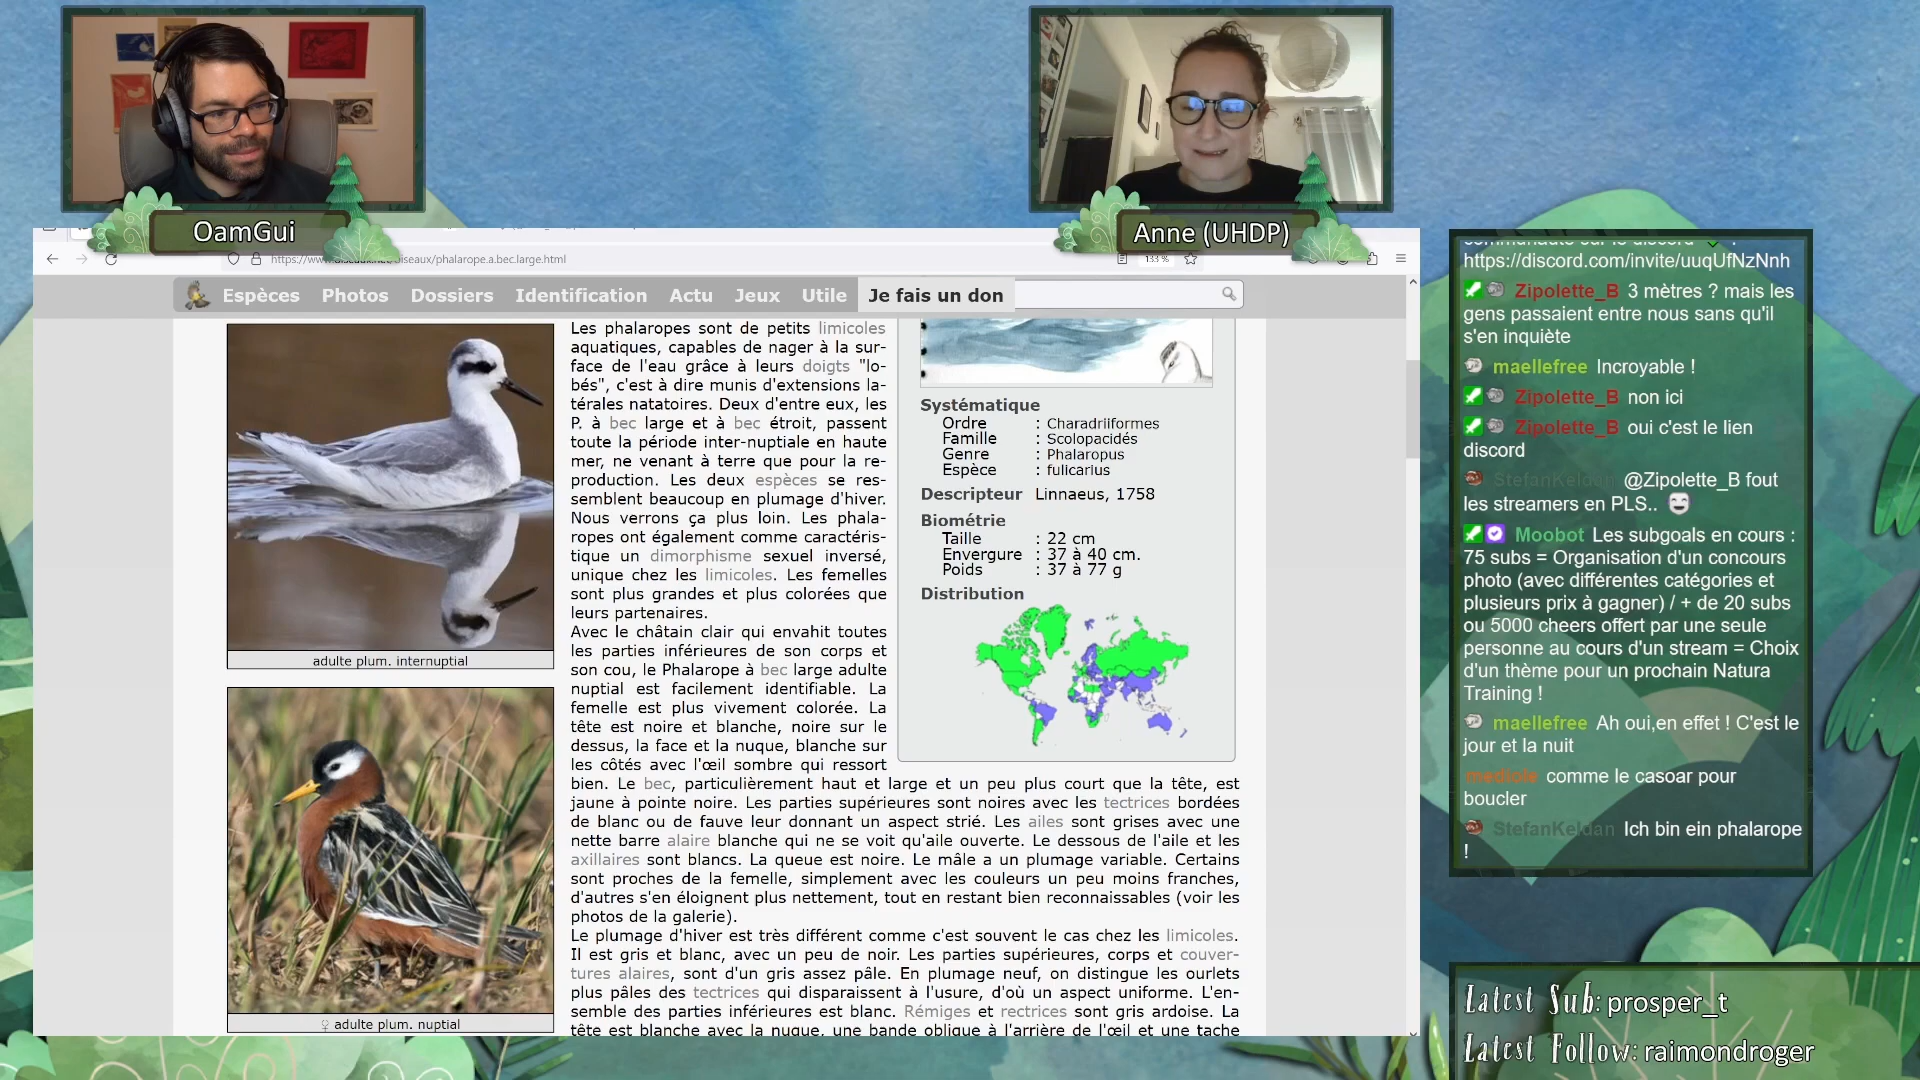 OamGui
Anne (UHDP)
133 %
Espèces Photos Dossiers Identification Actu Jeux Utile Je fais un don
adulte plum. internuptial
♀ adulte plum. nuptial
Les phalaropes sont de petits limicoles
aquatiques, capables de nager à la sur-
face de l'eau grâce à leurs doigts "lo-
bés", c'est à dire munis d'extensions la-
térales natatoires. Deux d'entre eux, les
P. à bec large et à bec étroit, passent
toute la période inter-nuptiale en haute
mer, ne venant à terre que pour la re-
production. Les deux espèces se res-
semblent beaucoup en plumage d'hiver.
Nous verrons ça plus loin. Les phala-
ropes ont également comme caractéris-
tique un dimorphisme sexuel inversé,
unique chez les limicoles. Les femelles
sont plus grandes et plus colorées que
leurs partenaires.
Avec le châtain clair qui envahit toutes
les parties inférieures de son corps et
son cou, le Phalarope à bec large adulte
nuptial est facilement identifiable. La
femelle est plus vivement colorée. La
tête est noire et blanche, noire sur le
dessus, la face et la nuque, blanche sur
les côtés avec l'œil sombre qui ressort
bien. Le bec, particulièrement haut et large et un peu plus court que la tête, est
jaune à pointe noire. Les parties supérieures sont noires avec les tectrices bordées
de blanc ou de fauve leur donnant un aspect strié. Les ailes sont grises avec une
nette barre alaire blanche qui ne se voit qu'aile ouverte. Le dessous de l'aile et les
axillaires sont blancs. La queue est noire. Le mâle a un plumage variable. Certains
sont proches de la femelle, simplement avec les couleurs un peu moins franches,
d'autres s'en éloignent plus nettement, tout en restant bien reconnaissables (voir les
photos de la galerie).
Le plumage d'hiver est très différent comme c'est souvent le cas chez les limicoles.
Il est gris et blanc, avec un peu de noir. Les parties supérieures, corps et couver-
tures alaires, sont d'un gris assez pâle. En plumage neuf, on distingue les ourlets
plus pâles des tectrices qui disparaissent à l'usure, d'où un aspect uniforme. L'en-
semble des parties inférieures est blanc. Rémiges et rectrices sont gris ardoise. La
tête est blanche avec la nuque, une bande oblique à l'arrière de l'œil et une tache
Systématique
Ordre : Charadriiformes
Famille : Scolopacidés
Genre : Phalaropus
Espèce : fulicarius
Descripteur Linnaeus, 1758
Biométrie
Taille : 22 cm
Envergure : 37 à 40 cm.
Poids : 37 à 77 g
Distribution
communauté sur le discord
https://discord.com/invite/uuqUfNzNnh
Zipolette_B 3 mètres ? mais les
gens passaient entre nous sans qu'il
s'en inquiète
maellefree Incroyable !
Zipolette_B non ici
Zipolette_B oui c'est le lien
discord
StefanKeldan @Zipolette_B fout
les streamers en PLS..
Moobot Les subgoals en cours :
75 subs = Organisation d'un concours
photo (avec différentes catégories et
plusieurs prix à gagner) / + de 20 subs
ou 5000 cheers offert par une seule
personne au cours d'un stream = Choix
d'un thème pour un prochain Natura
Training !
maellefree Ah oui,en effet ! C'est le
jour et la nuit
mediole comme le casoar pour
boucler
StefanKeldan Ich bin ein phalarope
!
Latest Sub: prosper_t
Latest Follow: raimondroger